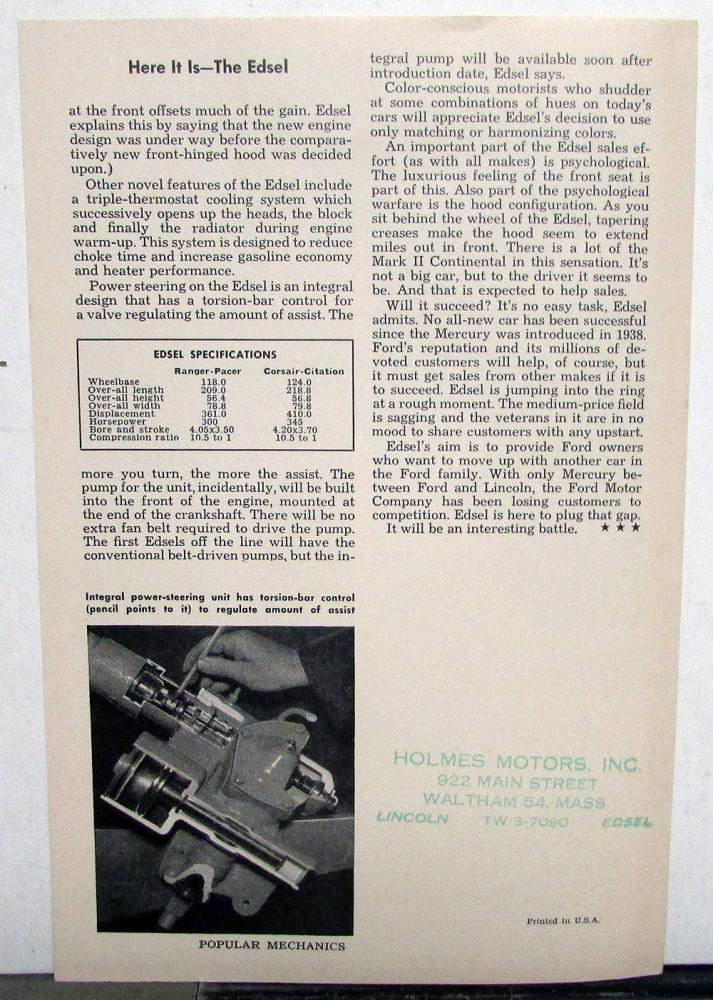 Here It Is—The Edsel
at the front offsets much of the gain. Edsel
explains this by saying that the new engine
design was under way before the compara-
tively new front-hinged hood was decided
upon.)
Other novel features of the Edsel include
a triple-thermostat cooling system which
successively opens up the heads, the block
and finally the radiator during engine
warm-up. This system is designed to reduce
choke time and increase gasoline economy
and heater performance.
Power steering on the Edsel is an integral
design that has a torsion-bar control for
a valve regulating the amount of assist. The
EDSEL SPECIFICATIONS
Ranger-Pacer Corsair-Citation
Wheelbase 118.0 124.0
Over-all length 209.0 218.8
Over-all height 56.4 56.8
Over-all width 78.8 79.8
Displacement 361.0 410.0
Horsepower 300 345
Bore and stroke 4.05x3.50 4.20x3.70
Compression ratio 10.5 to 1 10.5 to 1
more you turn, the more the assist. The
pump for the unit, incidentally, will be built
into the front of the engine, mounted at
the end of the crankshaft. There will be no
extra fan belt required to drive the pump.
The first Edsels off the line will have the
conventional belt-driven pumps, but the in-
Integral power-steering unit has torsion-bar control
(pencil points to it) to regulate amount of assist
POPULAR MECHANICS
tegral pump will be available soon after
introduction date, Edsel says.
Color-conscious motorists who shudder
at some combinations of hues on today's
cars will appreciate Edsel's decision to use
only matching or harmonizing colors.
An important part of the Edsel sales ef-
fort (as with all makes) is psychological.
The luxurious feeling of the front seat is
part of this. Also part of the psychological
warfare is the hood configuration. As you
sit behind the wheel of the Edsel, tapering
creases make the hood seem to extend
miles out in front. There is a lot of the
Mark II Continental in this sensation. It's
not a big car, but to the driver it seems to
be. And that is expected to help sales.
Will it succeed? It's no easy task, Edsel
admits. No all-new car has been successful
since the Mercury was introduced in 1938.
Ford's reputation and its millions of de-
voted customers will help, of course, but
it must get sales from other makes if it is
to succeed. Edsel is jumping into the ring
at a rough moment. The medium-price field
is sagging and the veterans in it are in no
mood to share customers with any upstart.
Edsel's aim is to provide Ford owners
who want to move up with another car in
the Ford family. With only Mercury be-
tween Ford and Lincoln, the Ford Motor
Company has been losing customers to
competition. Edsel is here to plug that gap.
It will be an interesting battle. ★ ★ ★
HOLMES MOTORS, INC.
922 MAIN STREET
WALTHAM 54, MASS.
LINCOLN TW 3-7090 EDSEL
Printed in U.S.A.